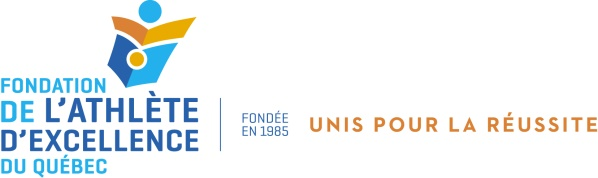 FONDATION
DE L'ATHLÈTE
D'EXCELLENCE
DU QUÉBEC
FONDÉE
EN 1985
UNIS POUR LA RÉUSSITE